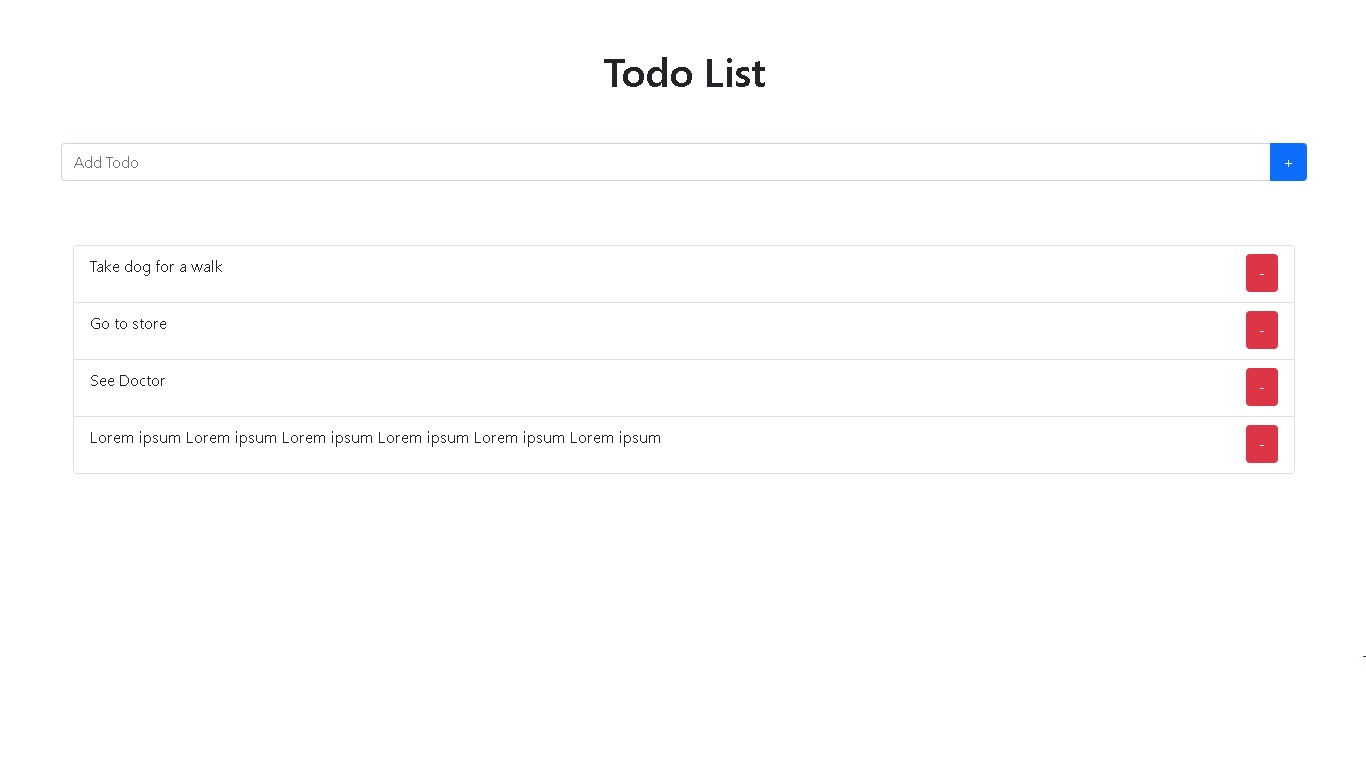 Todo List
Add Todo
+
Take dog for a walk
-
Go to store
-
See Doctor
-
Lorem ipsum Lorem ipsum Lorem ipsum Lorem ipsum Lorem ipsum Lorem ipsum
-
-